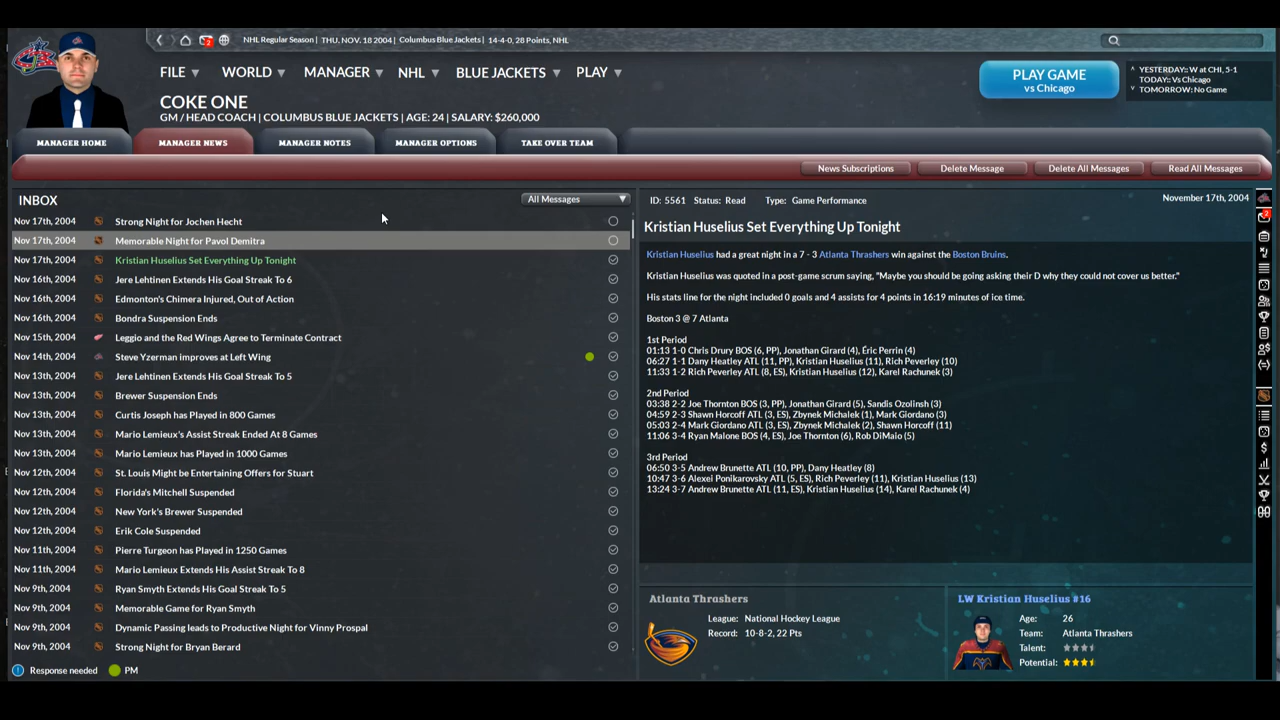 NHL Regular Season | THU. NOV. 18 2004 | Columbus Blue Jackets | 14-4-0, 28 Points, NHL
2
FILE WORLD MANAGER NHL BLUE JACKETS PLAY
PLAY GAME
vs Chicago
YESTERDAY:: W at CHI, 5-1
TODAY:: Vs Chicago
TOMORROW: No Game
COKE ONE
GM / HEAD COACH | COLUMBUS BLUE JACKETS | AGE: 24 | SALARY: $260,000
MANAGER HOME MANAGER NEWS MANAGER NOTES MANAGER OPTIONS TAKE OVER TEAM
News Subscriptions Delete Message Delete All Messages Read All Messages
INBOX All Messages
Nov 17th, 2004 Strong Night for Jochen Hecht
Nov 17th, 2004 Memorable Night for Pavol Demitra
Nov 17th, 2004 Kristian Huselius Set Everything Up Tonight
Nov 16th, 2004 Jere Lehtinen Extends His Goal Streak To 6
Nov 16th, 2004 Edmonton's Chimera Injured, Out of Action
Nov 16th, 2004 Bondra Suspension Ends
Nov 15th, 2004 Leggio and the Red Wings Agree to Terminate Contract
Nov 14th, 2004 Steve Yzerman improves at Left Wing
Nov 13th, 2004 Jere Lehtinen Extends His Goal Streak To 5
Nov 13th, 2004 Brewer Suspension Ends
Nov 13th, 2004 Curtis Joseph has Played in 800 Games
Nov 13th, 2004 Mario Lemieux's Assist Streak Ended At 8 Games
Nov 13th, 2004 Mario Lemieux has Played in 1000 Games
Nov 12th, 2004 St. Louis Might be Entertaining Offers for Stuart
Nov 12th, 2004 Florida's Mitchell Suspended
Nov 12th, 2004 New York's Brewer Suspended
Nov 12th, 2004 Erik Cole Suspended
Nov 11th, 2004 Pierre Turgeon has Played in 1250 Games
Nov 11th, 2004 Mario Lemieux Extends His Assist Streak To 8
Nov 9th, 2004 Ryan Smyth Extends His Goal Streak To 5
Nov 9th, 2004 Memorable Game for Ryan Smyth
Nov 9th, 2004 Dynamic Passing leads to Productive Night for Vinny Prospal
Nov 9th, 2004 Strong Night for Bryan Berard
Response needed PM
ID: 5561 Status: Read Type: Game Performance November 17th, 2004
Kristian Huselius Set Everything Up Tonight
Kristian Huselius had a great night in a 7 - 3 Atlanta Thrashers win against the Boston Bruins.
Kristian Huselius was quoted in a post-game scrum saying, "Maybe you should be going asking their D why they could not cover us better."
His stats line for the night included 0 goals and 4 assists for 4 points in 16:19 minutes of ice time.
Boston 3 @ 7 Atlanta
1st Period
01:13 1-0 Chris Drury BOS (6, PP), Jonathan Girard (4), Éric Perrin (4)
06:27 1-1 Dany Heatley ATL (11, PP), Kristian Huselius (11), Rich Peverley (10)
11:33 1-2 Rich Peverley ATL (8, ES), Kristian Huselius (12), Karel Rachunek (3)
2nd Period
03:38 2-2 Joe Thornton BOS (3, PP), Jonathan Girard (5), Sandis Ozolinsh (3)
04:59 2-3 Shawn Horcoff ATL (3, ES), Zbynek Michalek (1), Mark Giordano (3)
05:03 2-4 Mark Giordano ATL (3, ES), Zbynek Michalek (2), Shawn Horcoff (11)
11:06 3-4 Ryan Malone BOS (4, ES), Joe Thornton (6), Rob DiMaio (5)
3rd Period
06:50 3-5 Andrew Brunette ATL (10, PP), Dany Heatley (8)
10:47 3-6 Alexei Ponikarovsky ATL (5, ES), Rich Peverley (11), Kristian Huselius (13)
13:24 3-7 Andrew Brunette ATL (11, ES), Kristian Huselius (14), Karel Rachunek (4)
Atlanta Thrashers
League: National Hockey League
Record: 10-8-2, 22 Pts
LW Kristian Huselius #16
Age: 26
Team: Atlanta Thrashers
Talent:
Potential:
2